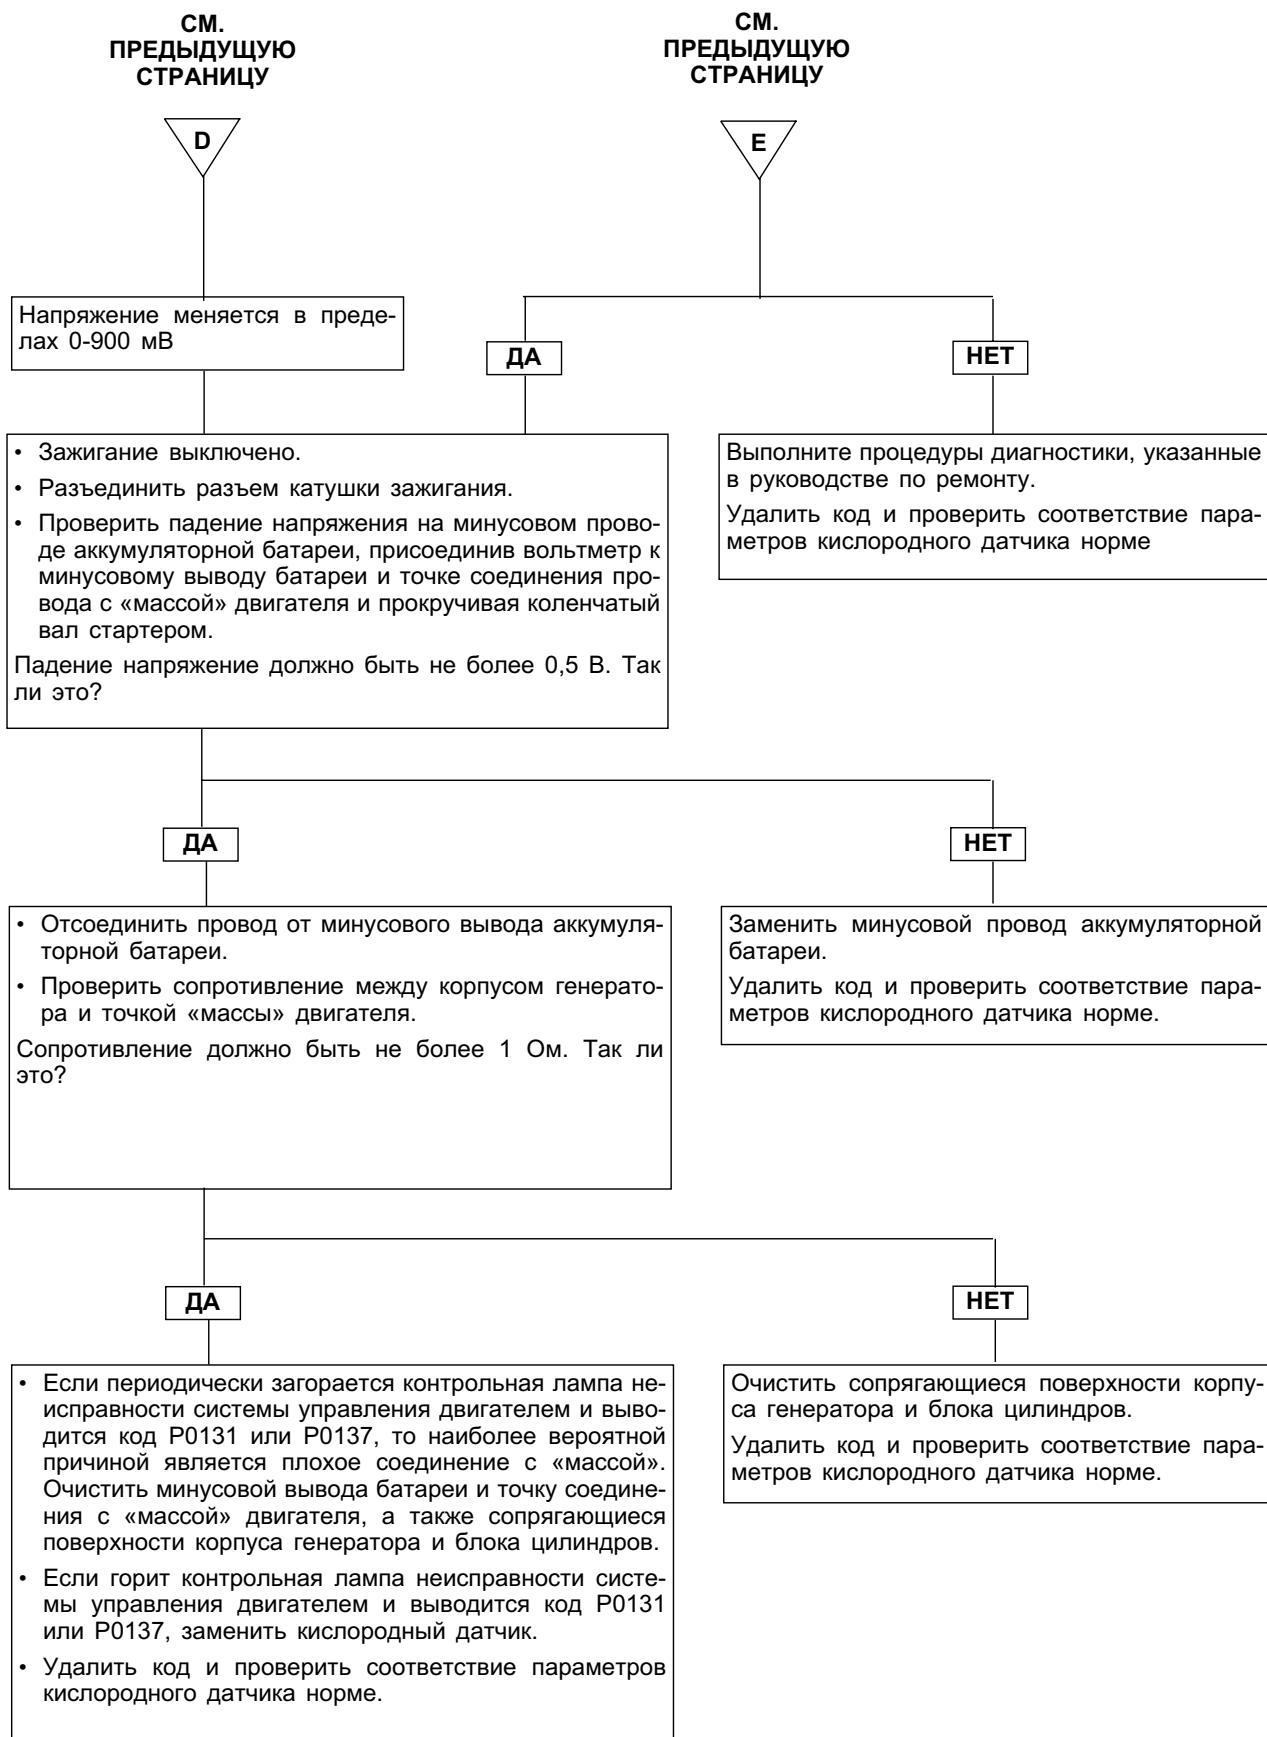 СМ.
ПРЕДЫДУЩУЮ
СТРАНИЦУ
СМ.
ПРЕДЫДУЩУЮ
СТРАНИЦУ
D
E
Напряжение меняется в преде-
лах 0-900 мВ
ДА
НЕТ
• Зажигание выключено.
• Разъединить разъем катушки зажигания.
• Проверить падение напряжения на минусовом прово-
де аккумуляторной батареи, присоединив вольтметр к
минусовому выводу батареи и точке соединения про-
вода с «массой» двигателя и прокручивая коленчатый
вал стартером.
Падение напряжение должно быть не более 0,5 В. Так
ли это?
Выполните процедуры диагностики, указанные
в руководстве по ремонту.
Удалить код и проверить соответствие пара-
метров кислородного датчика норме
ДА
НЕТ
• Отсоединить провод от минусового вывода аккумуля-
торной батареи.
• Проверить сопротивление между корпусом генерато-
ра и точкой «массы» двигателя.
Сопротивление должно быть не более 1 Ом. Так ли
это?
Заменить минусовой провод аккумуляторной
батареи.
Удалить код и проверить соответствие пара-
метров кислородного датчика норме.
ДА
НЕТ
• Если периодически загорается контрольная лампа не-
исправности системы управления двигателем и выво-
дится код P0131 или P0137, то наиболее вероятной
причиной является плохое соединение с «массой».
Очистить минусовой вывода батареи и точку соедине-
ния с «массой» двигателя, а также сопрягающиеся
поверхности корпуса генератора и блока цилиндров.
• Если горит контрольная лампа неисправности систе-
мы управления двигателем и выводится код P0131
или P0137, заменить кислородный датчик.
• Удалить код и проверить соответствие параметров
кислородного датчика норме.
Очистить сопрягающиеся поверхности корпу-
са генератора и блока цилиндров.
Удалить код и проверить соответствие пара-
метров кислородного датчика норме.